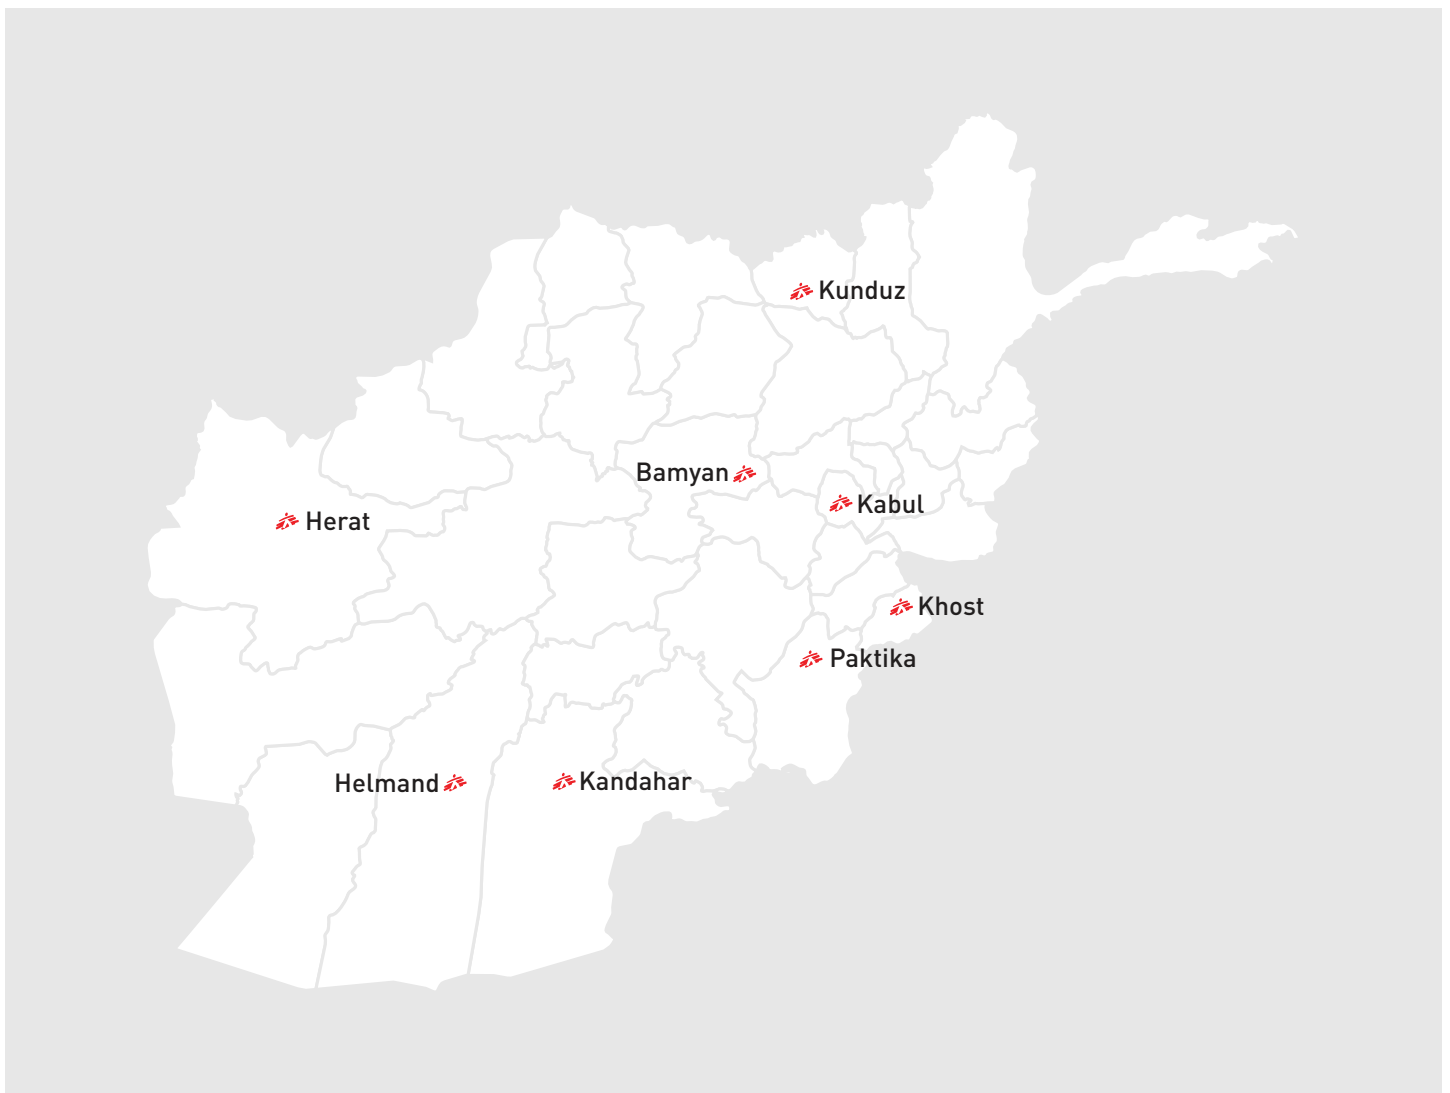 Kunduz
Bamyan
Kabul
Herat
Khost
Paktika
Helmand
Kandahar